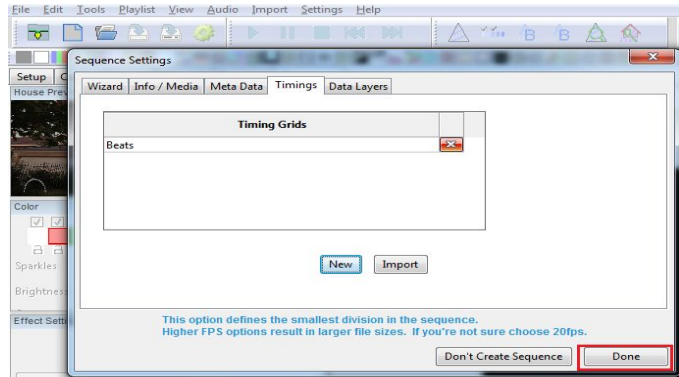 File Edit Tools Playlist View Audio Import Settings Help
Sequence Settings
Setup
House Prev
Wizard Info / Media Meta Data Timings Data Layers
Timing Grids
Beats
Color
Sparkles
New Import
Brightness
Effect Setti
This option defines the smallest division in the sequence.
Higher FPS options result in larger file sizes. If you're not sure choose 20fps.
Don't Create Sequence Done